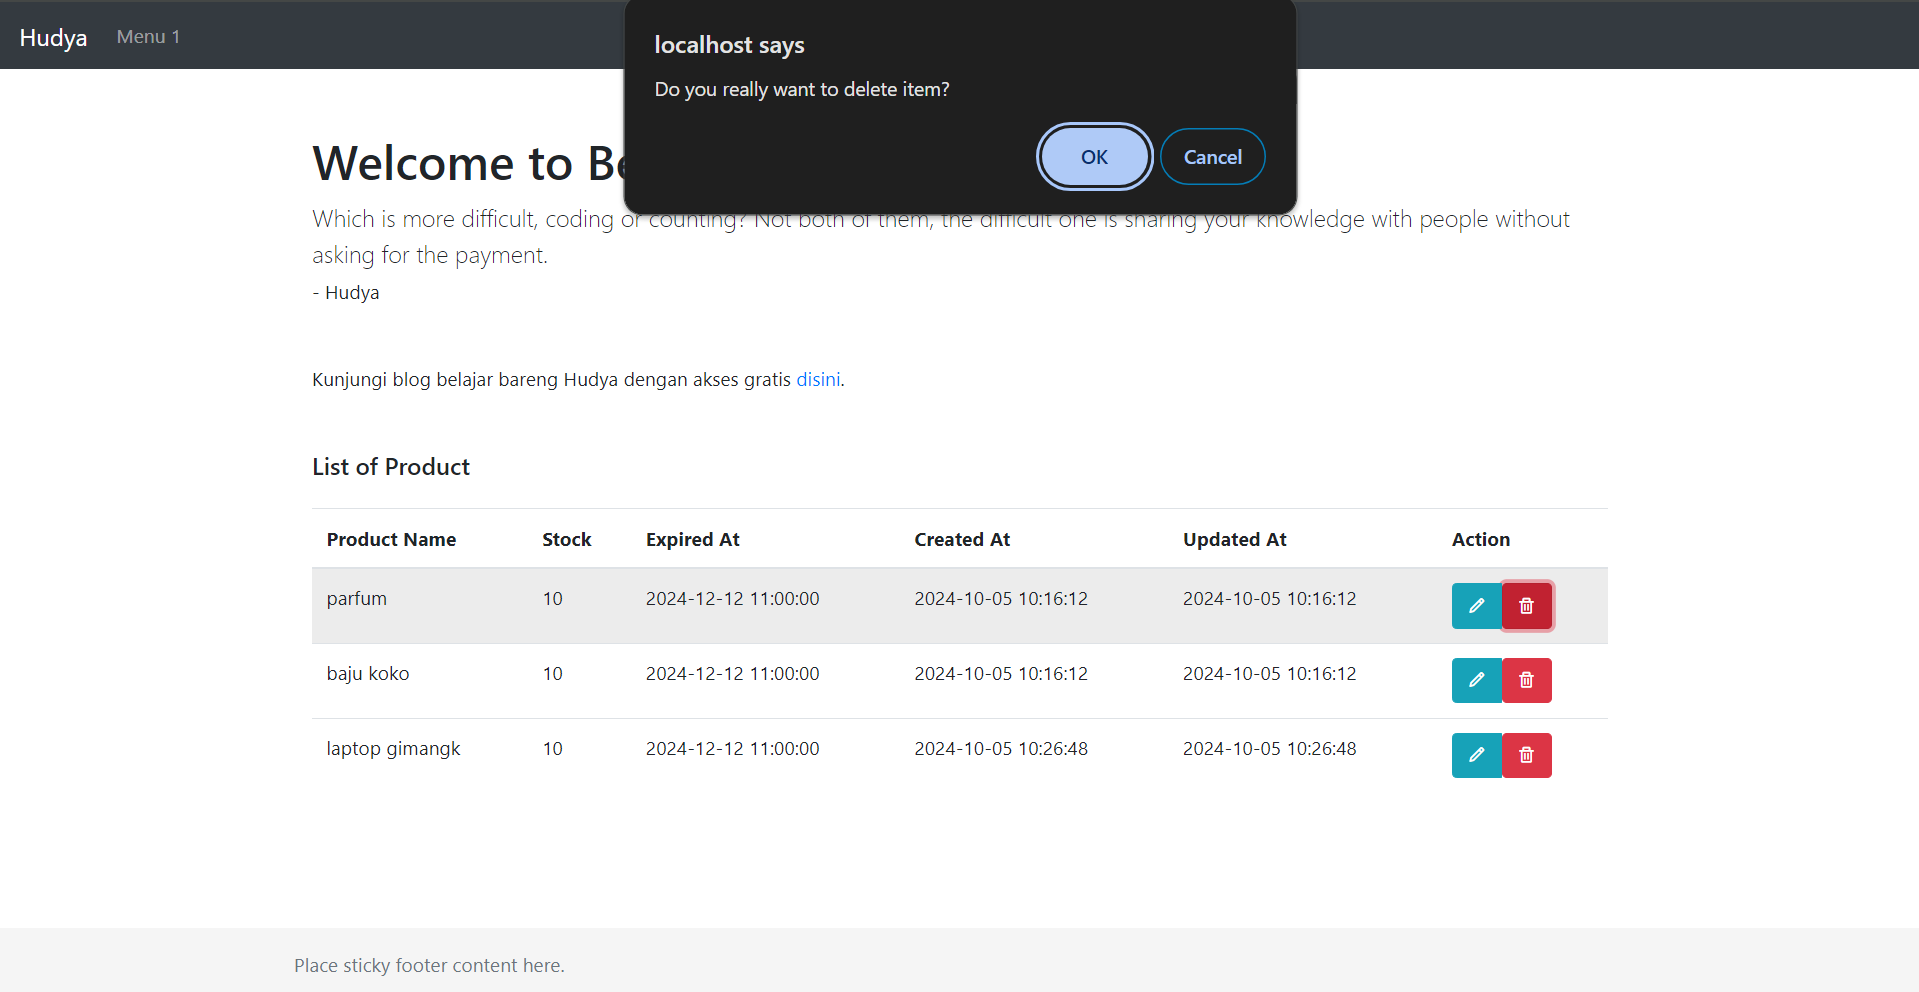 Hudya Menu 1
localhost says
Do you really want to delete item?
OK Cancel
Welcome to
Which is more difficult, coding or counting? Not both of them, the difficult one is sharing your knowledge with people without
asking for the payment.
- Hudya
Kunjungi blog belajar bareng Hudya dengan akses gratis disini.
List of Product
Product Name Stock Expired At Created At Updated At Action
parfum 10 2024-12-12 11:00:00 2024-10-05 10:16:12 2024-10-05 10:16:12
baju koko 10 2024-12-12 11:00:00 2024-10-05 10:16:12 2024-10-05 10:16:12
laptop gimangk 10 2024-12-12 11:00:00 2024-10-05 10:26:48 2024-10-05 10:26:48
Place sticky footer content here.